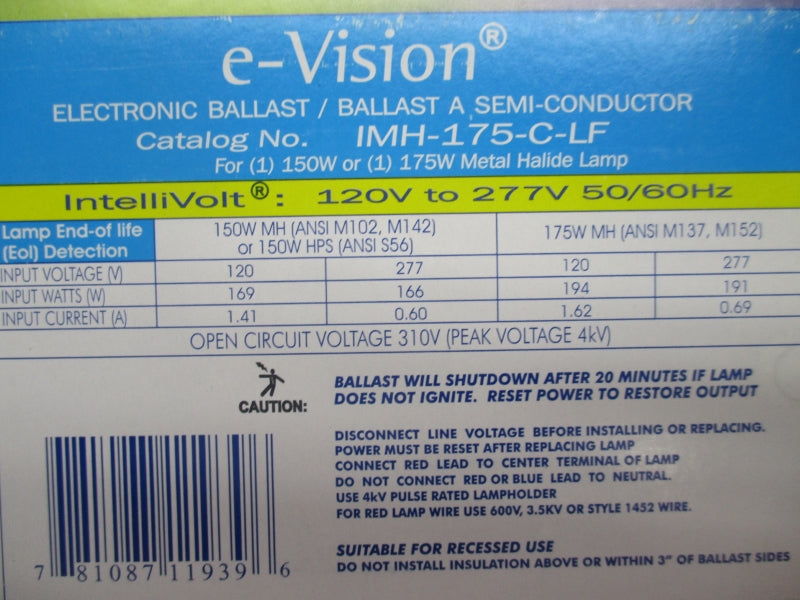 e-Vision®
ELECTRONIC BALLAST / BALLAST A SEMI-CONDUCTOR
Catalog No. IMH-175-C-LF
For (1) 150W or (1) 175W Metal Halide Lamp
IntelliVolt®: 120V to 277V 50/60Hz
Lamp End-of life (Eol) Detection
150W MH (ANSI M102, M142) or 150W HPS (ANSI S56)
175W MH (ANSI M137, M152)
INPUT VOLTAGE (V) 120 277 120 277
INPUT WATTS (W) 169 166 194 191
INPUT CURRENT (A) 1.41 0.60 1.62 0.69
OPEN CIRCUIT VOLTAGE 310V (PEAK VOLTAGE 4kV)
CAUTION:
BALLAST WILL SHUTDOWN AFTER 20 MINUTES IF LAMP
DOES NOT IGNITE. RESET POWER TO RESTORE OUTPUT
DISCONNECT LINE VOLTAGE BEFORE INSTALLING OR REPLACING.
POWER MUST BE RESET AFTER REPLACING LAMP
CONNECT RED LEAD TO CENTER TERMINAL OF LAMP
DO NOT CONNECT RED OR BLUE LEAD TO NEUTRAL.
USE 4kV PULSE RATED LAMPHOLDER
FOR RED LAMP WIRE USE 600V, 3.5KV OR STYLE 1452 WIRE.
SUITABLE FOR RECESSED USE
DO NOT INSTALL INSULATION ABOVE OR WITHIN 3" OF BALLAST SIDES
7 81087 11939 6